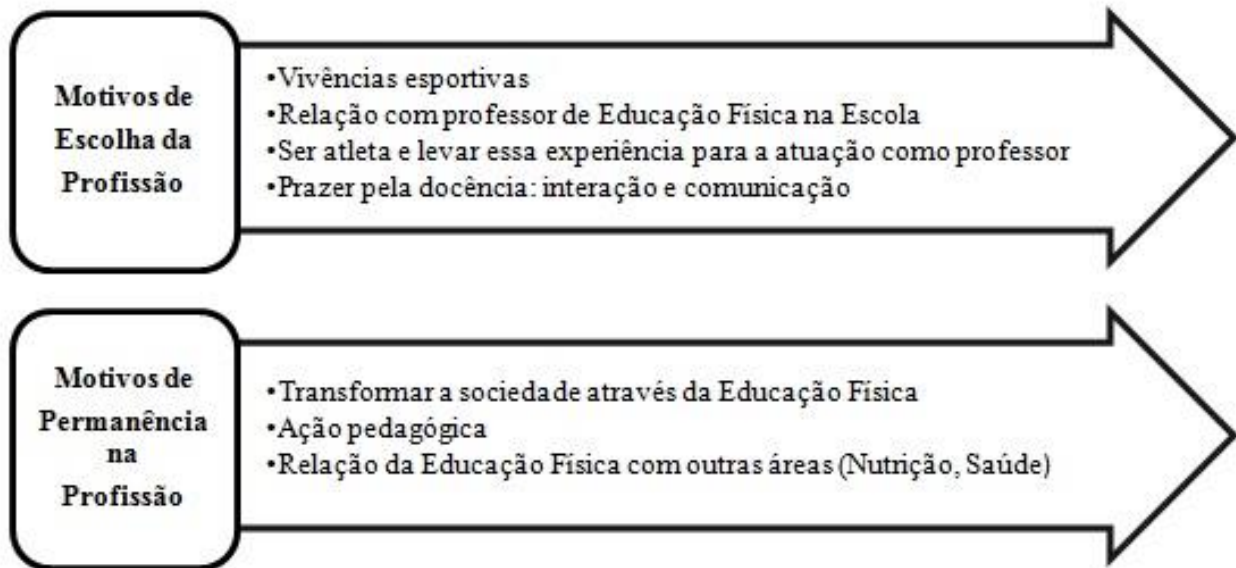 Motivos de
Escolha da
Profissão
•Vivências esportivas
•Relação com professor de Educação Física na Escola
•Ser atleta e levar essa experiência para a atuação como professor
•Prazer pela docência: interação e comunicação
Motivos de
Permanência
na
Profissão
•Transformar a sociedade através da Educação Física
•Ação pedagógica
•Relação da Educação Física com outras áreas (Nutrição, Saúde)